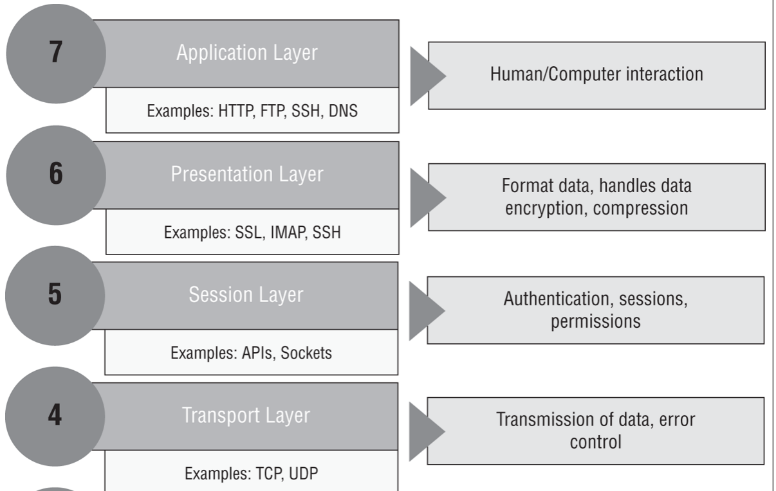 7
Application Layer
Examples: HTTP, FTP, SSH, DNS
Human/Computer interaction
6
Presentation Layer
Examples: SSL, IMAP, SSH
Format data, handles data
encryption, compression
5
Session Layer
Examples: APIs, Sockets
Authentication, sessions,
permissions
4
Transport Layer
Examples: TCP, UDP
Transmission of data, error
control